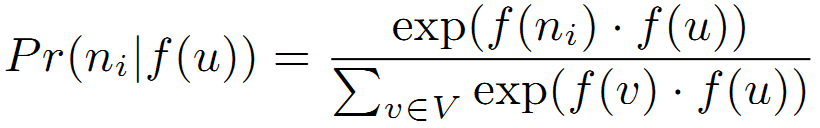 Pr(n_i|f(u)) = \frac{\exp(f(n_i) \cdot f(u))}{\sum_{v \in V} \exp(f(v) \cdot f(u))}